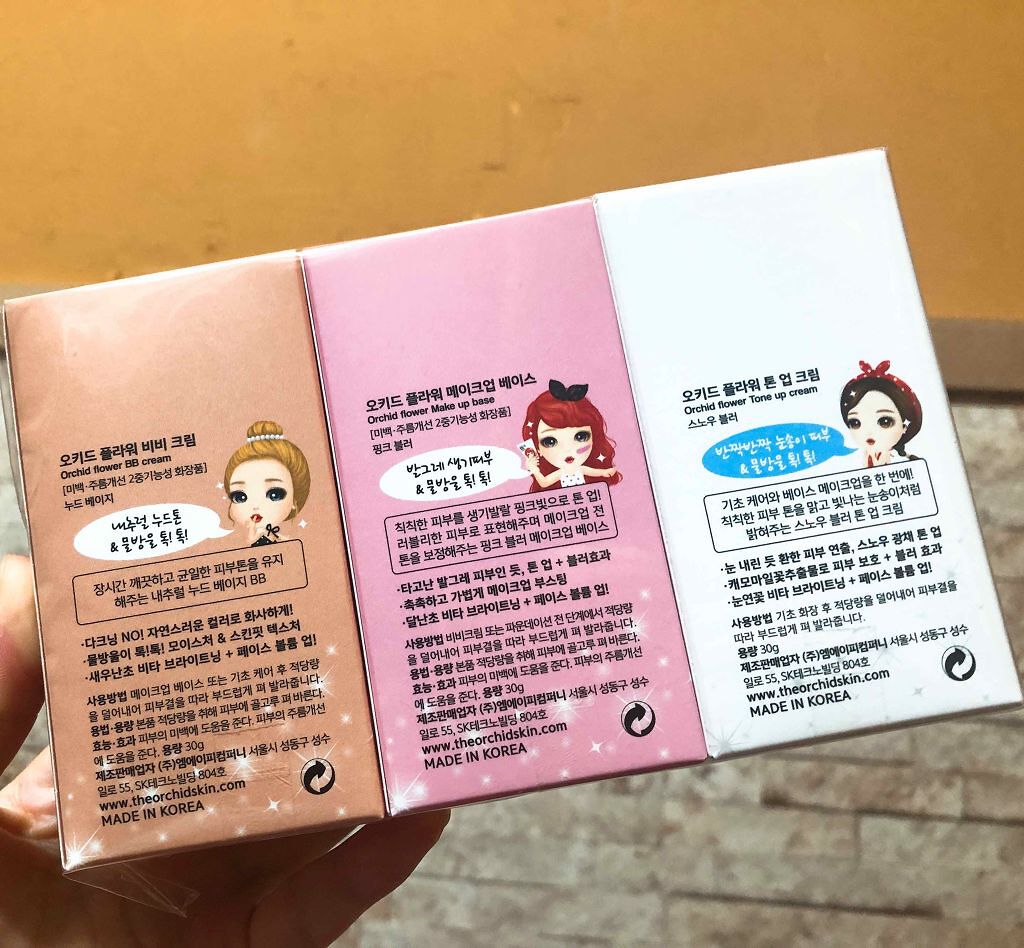 오키드 플라워 비비 크림
Orchid flower BB cream
[미백·주름개선 2중기능성 화장품]
누드 베이지
내추럴 누드톤
& 물방울 톡! 톡!
장시간 깨끗하고 균일한 피부톤을 유지
해주는 내추럴 누드 베이지 BB
·다크닝 NO! 자연스러운 컬러로 화사하게!
·물방울이 톡!톡! 모이스처 & 스킨핏 텍스처
·새우난초 비타 브라이트닝 + 페이스 볼륨 업!
사용방법 메이크업 베이스 또는 기초 케어 후 적당량
을 덜어내어 피부결을 따라 부드럽게 펴 발라줍니다.
용법·용량 본품 적당량을 취해 피부에 골고루 펴 바른다.
효능·효과 피부의 미백에 도움을 준다. 피부의 주름개선
에 도움을 준다. 용량 30g
제조판매업자 (주)엠에이피컴퍼니 서울시 성동구 성수
일로 55, SK테크노빌딩 804호
www.theorchidskin.com
MADE IN KOREA
오키드 플라워 메이크업 베이스
Orchid flower Make up base
[미백·주름개선 2중기능성 화장품]
핑크 블러
발그레 생기피부
& 물방울 톡! 톡!
칙칙한 피부를 생기발랄 핑크빛으로 톤 업!
러블리한 피부로 표현해주며 메이크업 전
톤을 보정해주는 핑크 블러 메이크업 베이스
·타고난 발그레 피부인 듯, 톤 업 + 블러효과
·촉촉하고 가볍게 메이크업 부스팅
·달난초 비타 브라이트닝 + 페이스 볼륨 업!
사용방법 비비크림 또는 파운데이션 전 단계에서 적당량
을 덜어내어 피부결을 따라 부드럽게 펴 발라줍니다.
용법·용량 본품 적당량을 취해 피부에 골고루 펴 바른다.
효능·효과 피부의 미백에 도움을 준다. 피부의 주름개선
에 도움을 준다. 용량 30g
제조판매업자 (주)엠에이피컴퍼니 서울시 성동구 성수
일로 55, SK테크노빌딩 804호
www.theorchidskin.com
MADE IN KOREA
오키드 플라워 톤 업 크림
Orchid flower Tone up cream
스노우 블러
반짝반짝 눈송이 피부
& 물방울 톡! 톡!
기초 케어와 베이스 메이크업을 한 번에!
칙칙한 피부 톤을 맑고 빛나는 눈송이처럼
밝혀주는 스노우 블러 톤 업 크림
·눈 내린 듯 환한 피부 연출, 스노우 광채 톤 업
·캐모마일꽃추출물로 피부 보호 + 블러 효과
·눈연꽃 비타 브라이트닝 + 페이스 볼륨 업!
사용방법 기초 화장 후 적당량을 덜어내어 피부결을
따라 부드럽게 펴 발라줍니다.
용량 30g
제조판매업자 (주)엠에이피컴퍼니 서울시 성동구 성수
일로 55, SK테크노빌딩 804호
www.theorchidskin.com
MADE IN KOREA